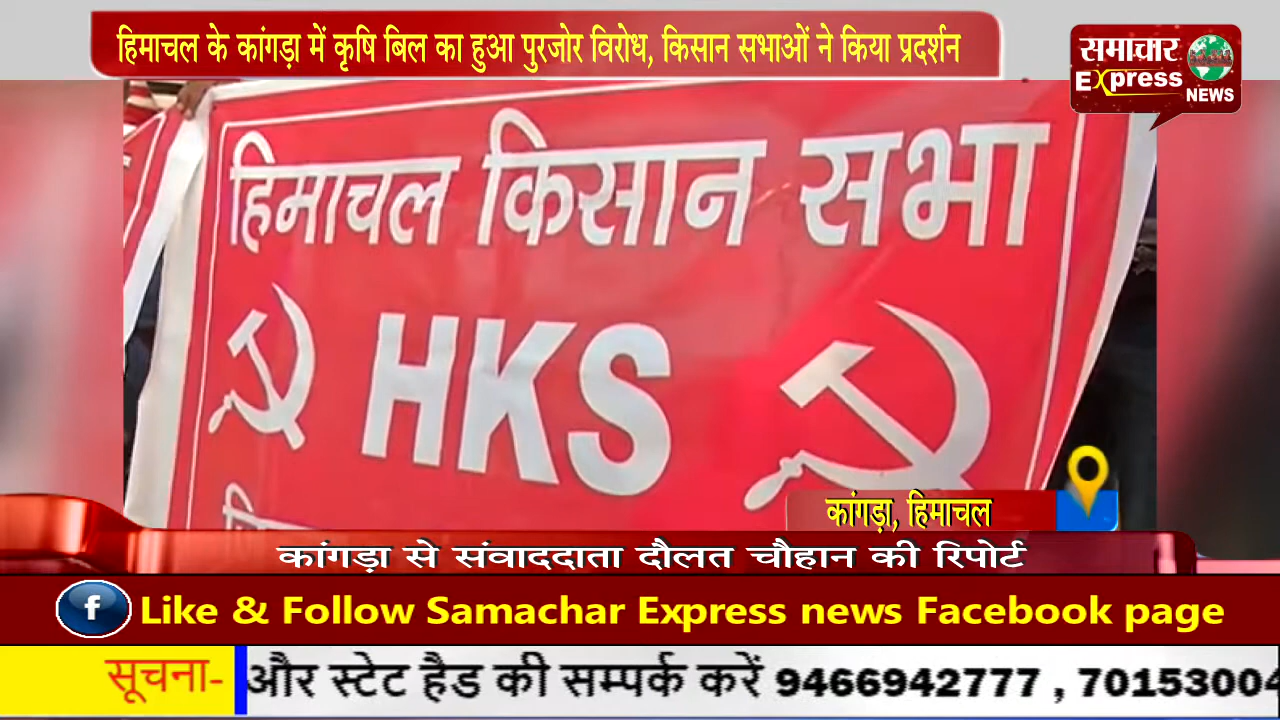 हिमाचल के कांगड़ा में कृषि बिल का हुआ पुरजोर विरोध, किसान सभाओं ने किया प्रदर्शन
समाचार
Express
NEWS
हिमाचल किसान सभा
HKS
कांगड़ा, हिमाचल
कांगड़ा से संवाददाता दौलत चौहान की रिपोर्ट
f Like & Follow Samachar Express news Facebook page
सूचना- और स्टेट हैड की सम्पर्क करें 9466942777 , 7015300